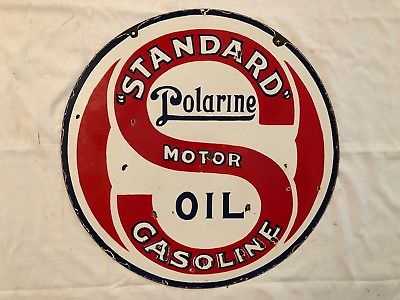 "STANDARD"
Polarine
MOTOR
OIL
GASOLINE